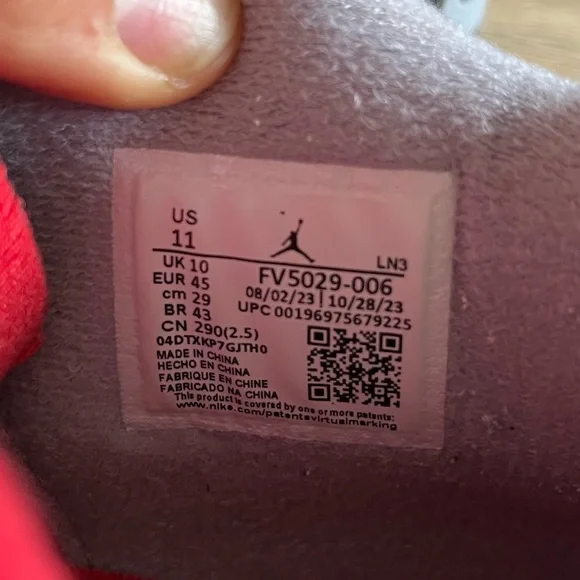 US
11
LN3
UK 10
FV5029-006
EUR 45
08/02/23 | 10/28/23
cm 29
UPC 00196975679225
BR 43
CN 290(2.5)
04DTXKP7GJTH0
MADE IN CHINA
HECHO EN CHINA
FABRIQUE EN CHINE
FABRICADO NA CHINA
This product is covered by one or more patents:
www.nike.com/patentsvirtualmarking